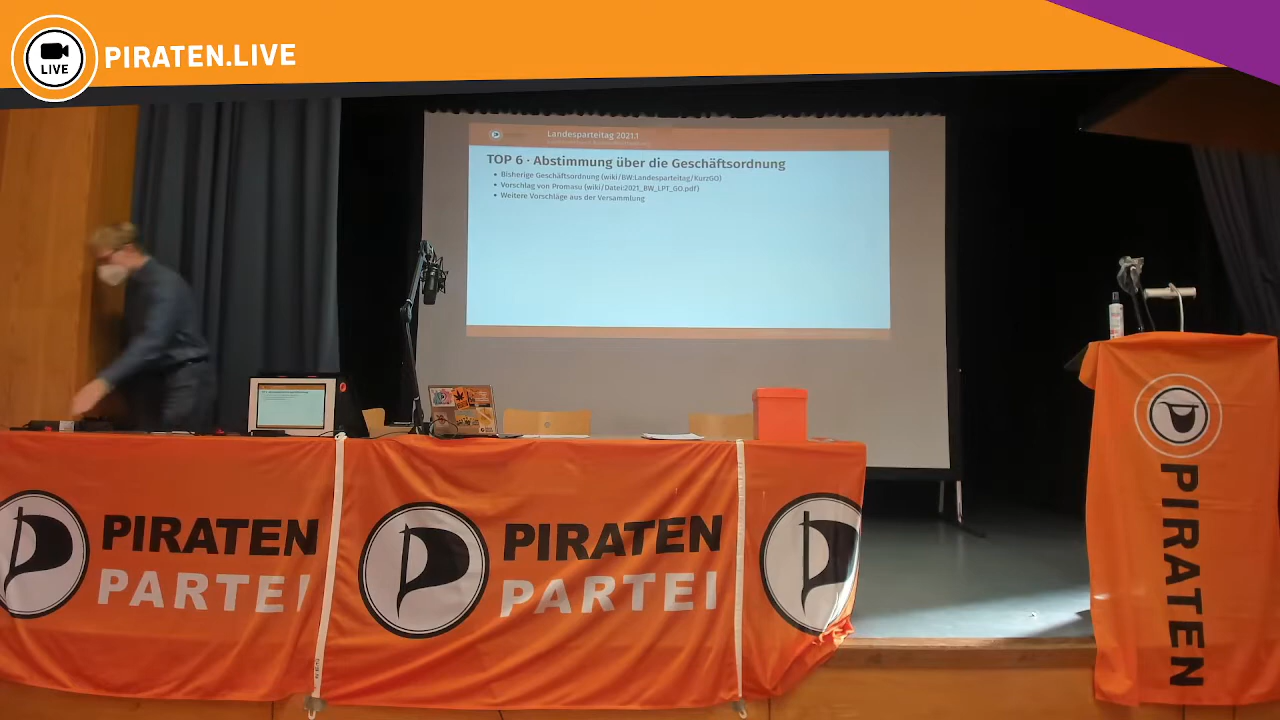 LIVE
PIRATEN.LIVE
Landesparteitag 2021.1
TOP 6 · Abstimmung über die Geschäftsordnung
• Bisherige Geschäftsordnung (wiki/BW:Landesparteitag/KurzGO)
• Vorschlag von Promasu (wiki/Datei:2021_BW_LPT_GO.pdf)
• Weitere Vorschläge aus der Versammlung
PIRATEN
PARTEI
PIRATEN
PARTEI
PIRATEN